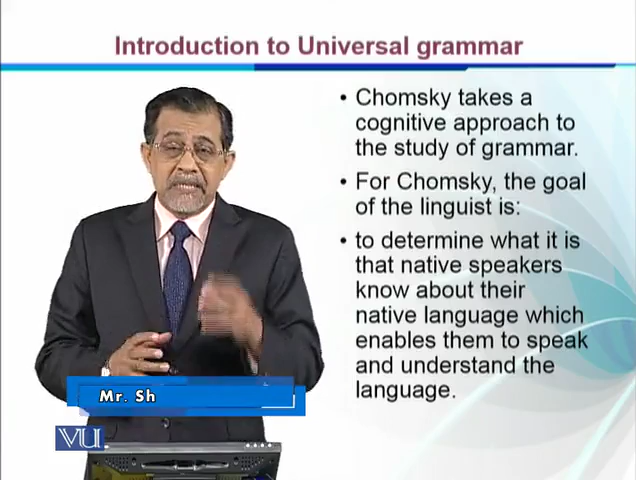 Introduction to Universal grammar
• Chomsky takes a
cognitive approach to
the study of grammar.
• For Chomsky, the goal
of the linguist is:
• to determine what it is
that native speakers
know about their
native language which
enables them to speak
and understand the
language.
Mr. Sh
VU